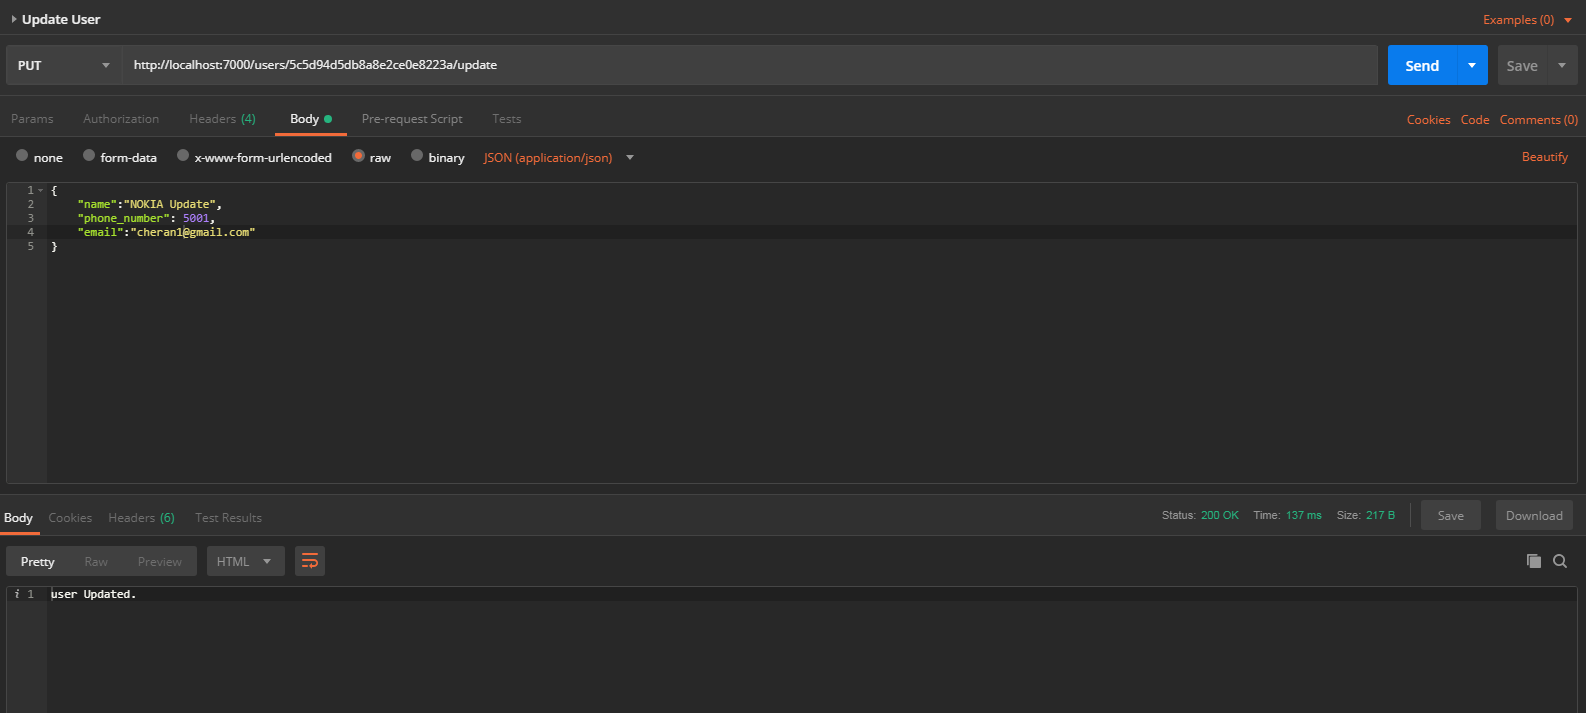 Update User
Examples (0)
PUT http://localhost:7000/users/5c5d94d5db8a8e2ce0e8223a/update Send Save
Params Authorization Headers (4) Body Pre-request Script Tests Cookies Code Comments (0)
none form-data x-www-form-urlencoded raw binary JSON (application/json) Beautify
1 {
2 "name":"NOKIA Update",
3 "phone_number": 5001,
4 "email":"cheran1@gmail.com"
5 }
Body Cookies Headers (6) Test Results Status: 200 OK Time: 137 ms Size: 217 B Save Download
Pretty Raw Preview HTML
i 1 user Updated.